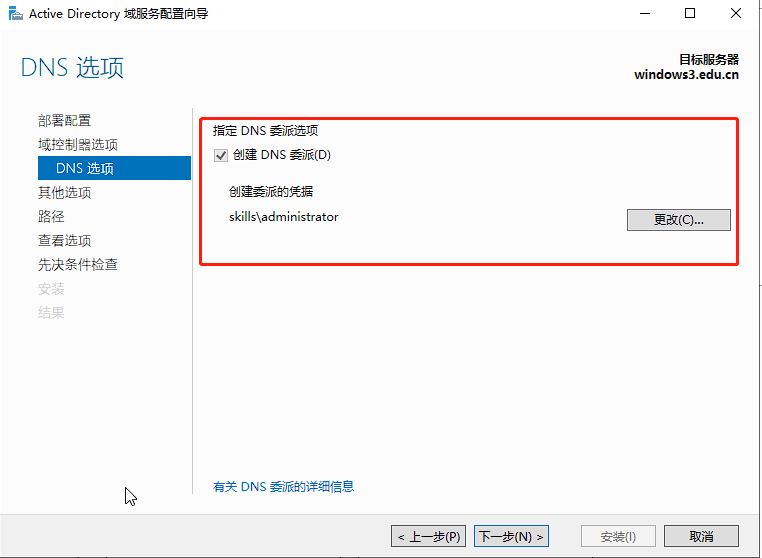 Active Directory 域服务配置向导
DNS 选项
目标服务器
windows3.edu.cn
部署配置
域控制器选项
DNS 选项
其他选项
路径
查看选项
先决条件检查
安装
结果
指定 DNS 委派选项
创建 DNS 委派(D)
创建委派的凭据
skills\administrator
更改(C)...
有关 DNS 委派的详细信息
< 上一步(P)
下一步(N) >
安装(I)
取消